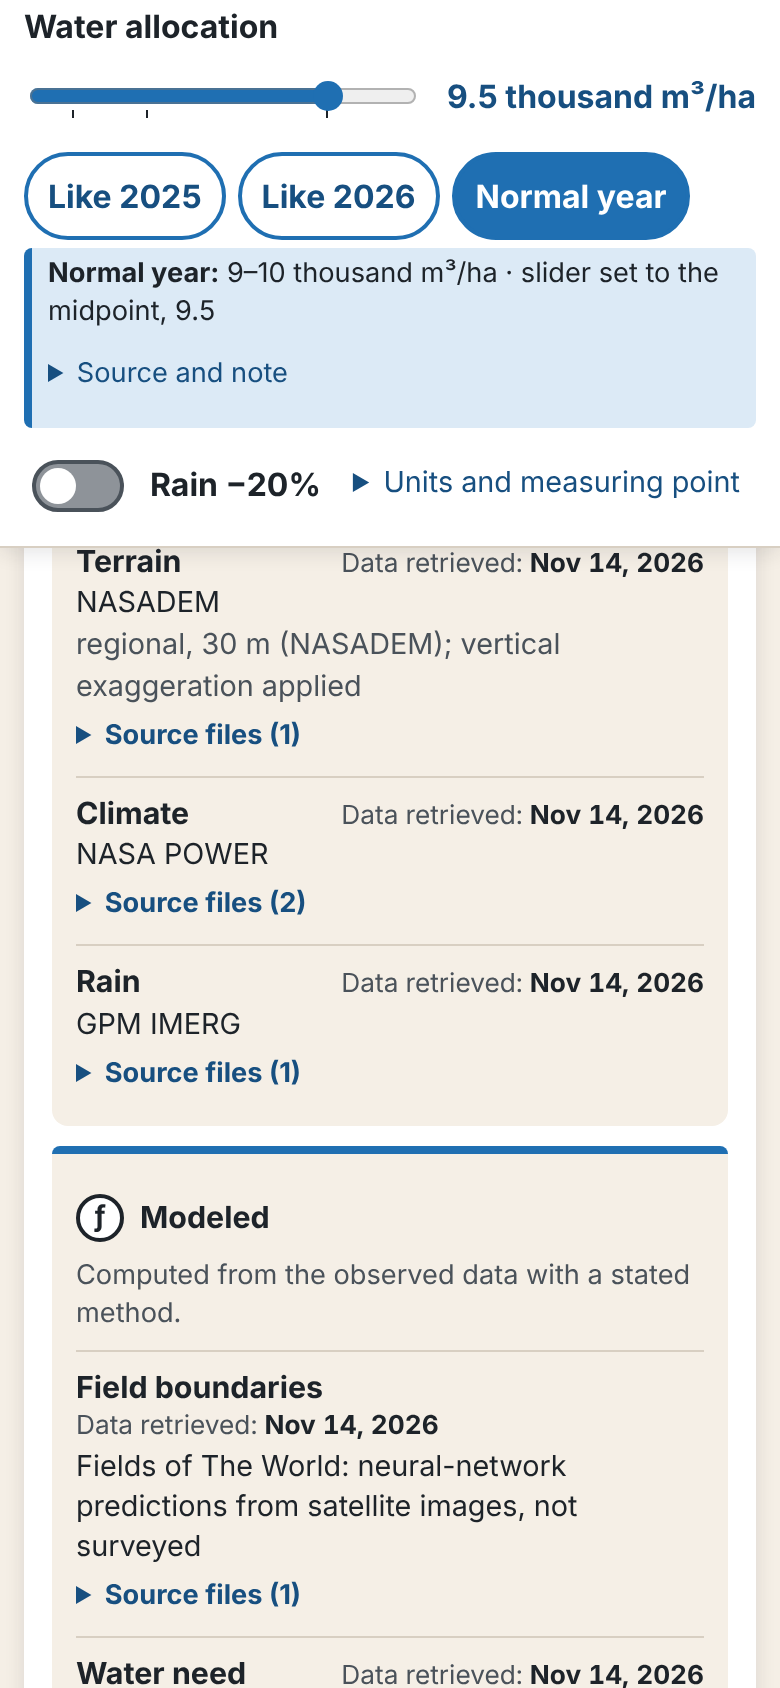 Water allocation
9.5 thousand m³/ha
Like 2025
Like 2026
Normal year
Normal year: 9–10 thousand m³/ha · slider set to the
midpoint, 9.5
Source and note
Rain −20%
Units and measuring point
Terrain
Data retrieved: Nov 14, 2026
NASADEM
regional, 30 m (NASADEM); vertical
exaggeration applied
Source files (1)
Climate
Data retrieved: Nov 14, 2026
NASA POWER
Source files (2)
Rain
Data retrieved: Nov 14, 2026
GPM IMERG
Source files (1)
ƒ Modeled
Computed from the observed data with a stated
method.
Field boundaries
Data retrieved: Nov 14, 2026
Fields of The World: neural-network
predictions from satellite images, not
surveyed
Source files (1)
Water need
Data retrieved: Nov 14, 2026